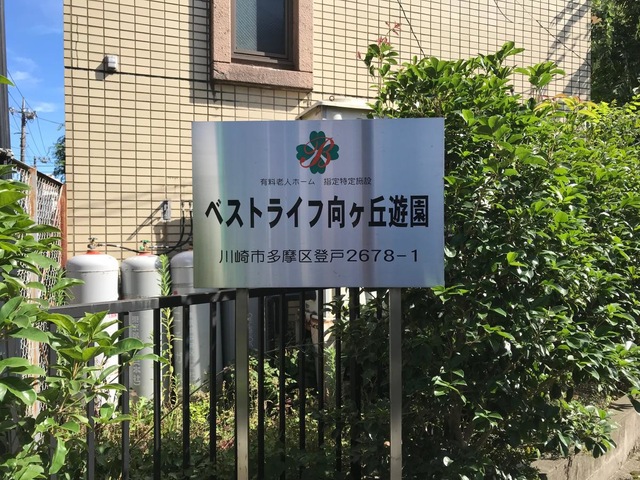 有料老人ホーム 指定特定施設
ベストライフ向ヶ丘遊園
川崎市多摩区登戸2678-1